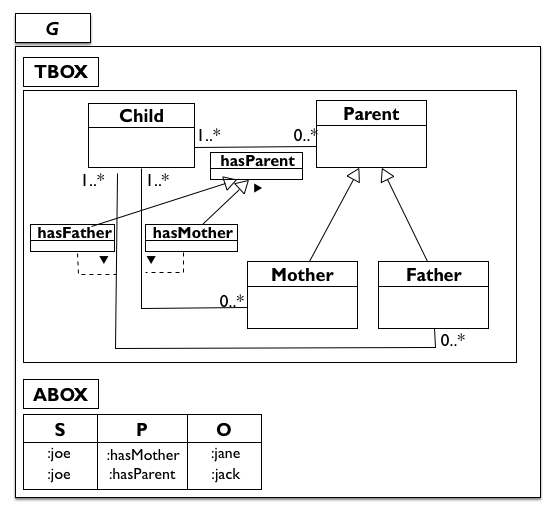 G
TBOX
Child
Parent
1..*
0..*
hasParent
1..*
1..*
hasFather
hasMother
Mother
Father
0..*
0..*
ABOX
S P O
:joe :hasMother :jane
:joe :hasParent :jack